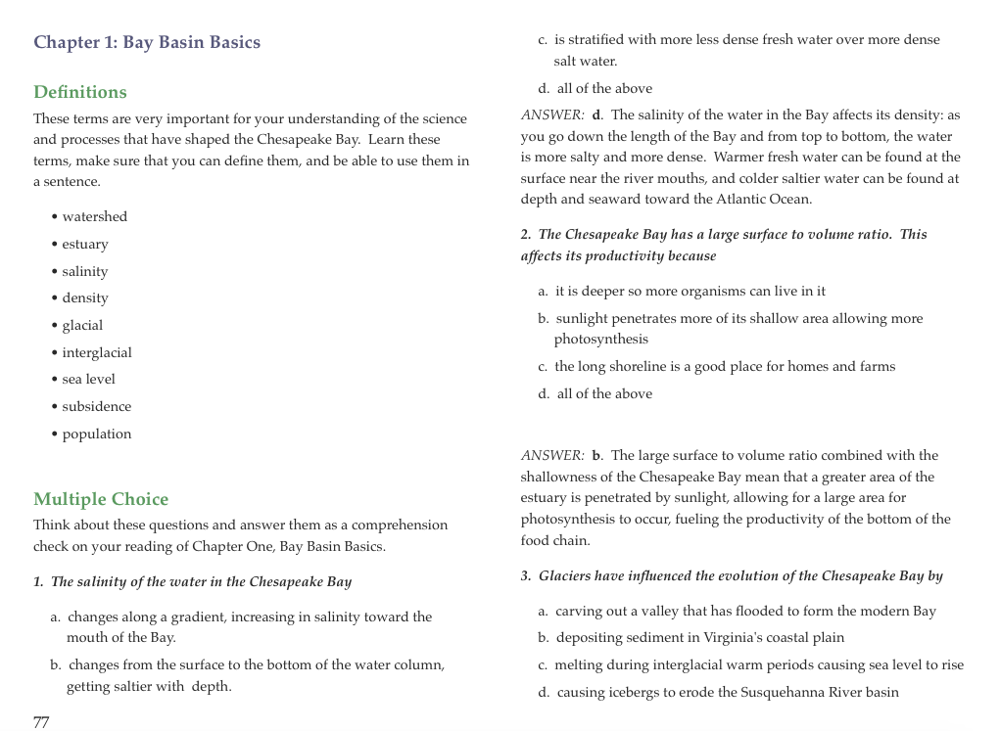 Chapter 1: Bay Basin Basics
Definitions
These terms are very important for your understanding of the science
and processes that have shaped the Chesapeake Bay.  Learn these
terms, make sure that you can define them, and be able to use them in
a sentence.
• watershed
• estuary
• salinity
• density
• glacial
• interglacial
• sea level
• subsidence
• population
Multiple Choice
Think about these questions and answer them as a comprehension
check on your reading of Chapter One, Bay Basin Basics.
1.  The salinity of the water in the Chesapeake Bay
a.  changes along a gradient, increasing in salinity toward the
mouth of the Bay.
b.  changes from the surface to the bottom of the water column,
getting saltier with  depth.
77
c.  is stratified with more less dense fresh water over more dense
salt water.
d.  all of the above
ANSWER:  d.  The salinity of the water in the Bay affects its density: as
you go down the length of the Bay and from top to bottom, the water
is more salty and more dense.  Warmer fresh water can be found at the
surface near the river mouths, and colder saltier water can be found at
depth and seaward toward the Atlantic Ocean.
2.  The Chesapeake Bay has a large surface to volume ratio.  This
affects its productivity because
a.  it is deeper so more organisms can live in it
b.  sunlight penetrates more of its shallow area allowing more
photosynthesis
c.  the long shoreline is a good place for homes and farms
d.  all of the above
ANSWER:  b.  The large surface to volume ratio combined with the
shallowness of the Chesapeake Bay mean that a greater area of the
estuary is penetrated by sunlight, allowing for a large area for
photosynthesis to occur, fueling the productivity of the bottom of the
food chain.
3.  Glaciers have influenced the evolution of the Chesapeake Bay by
a.  carving out a valley that has flooded to form the modern Bay
b.  depositing sediment in Virginia's coastal plain
c.  melting during interglacial warm periods causing sea level to rise
d.  causing icebergs to erode the Susquehanna River basin